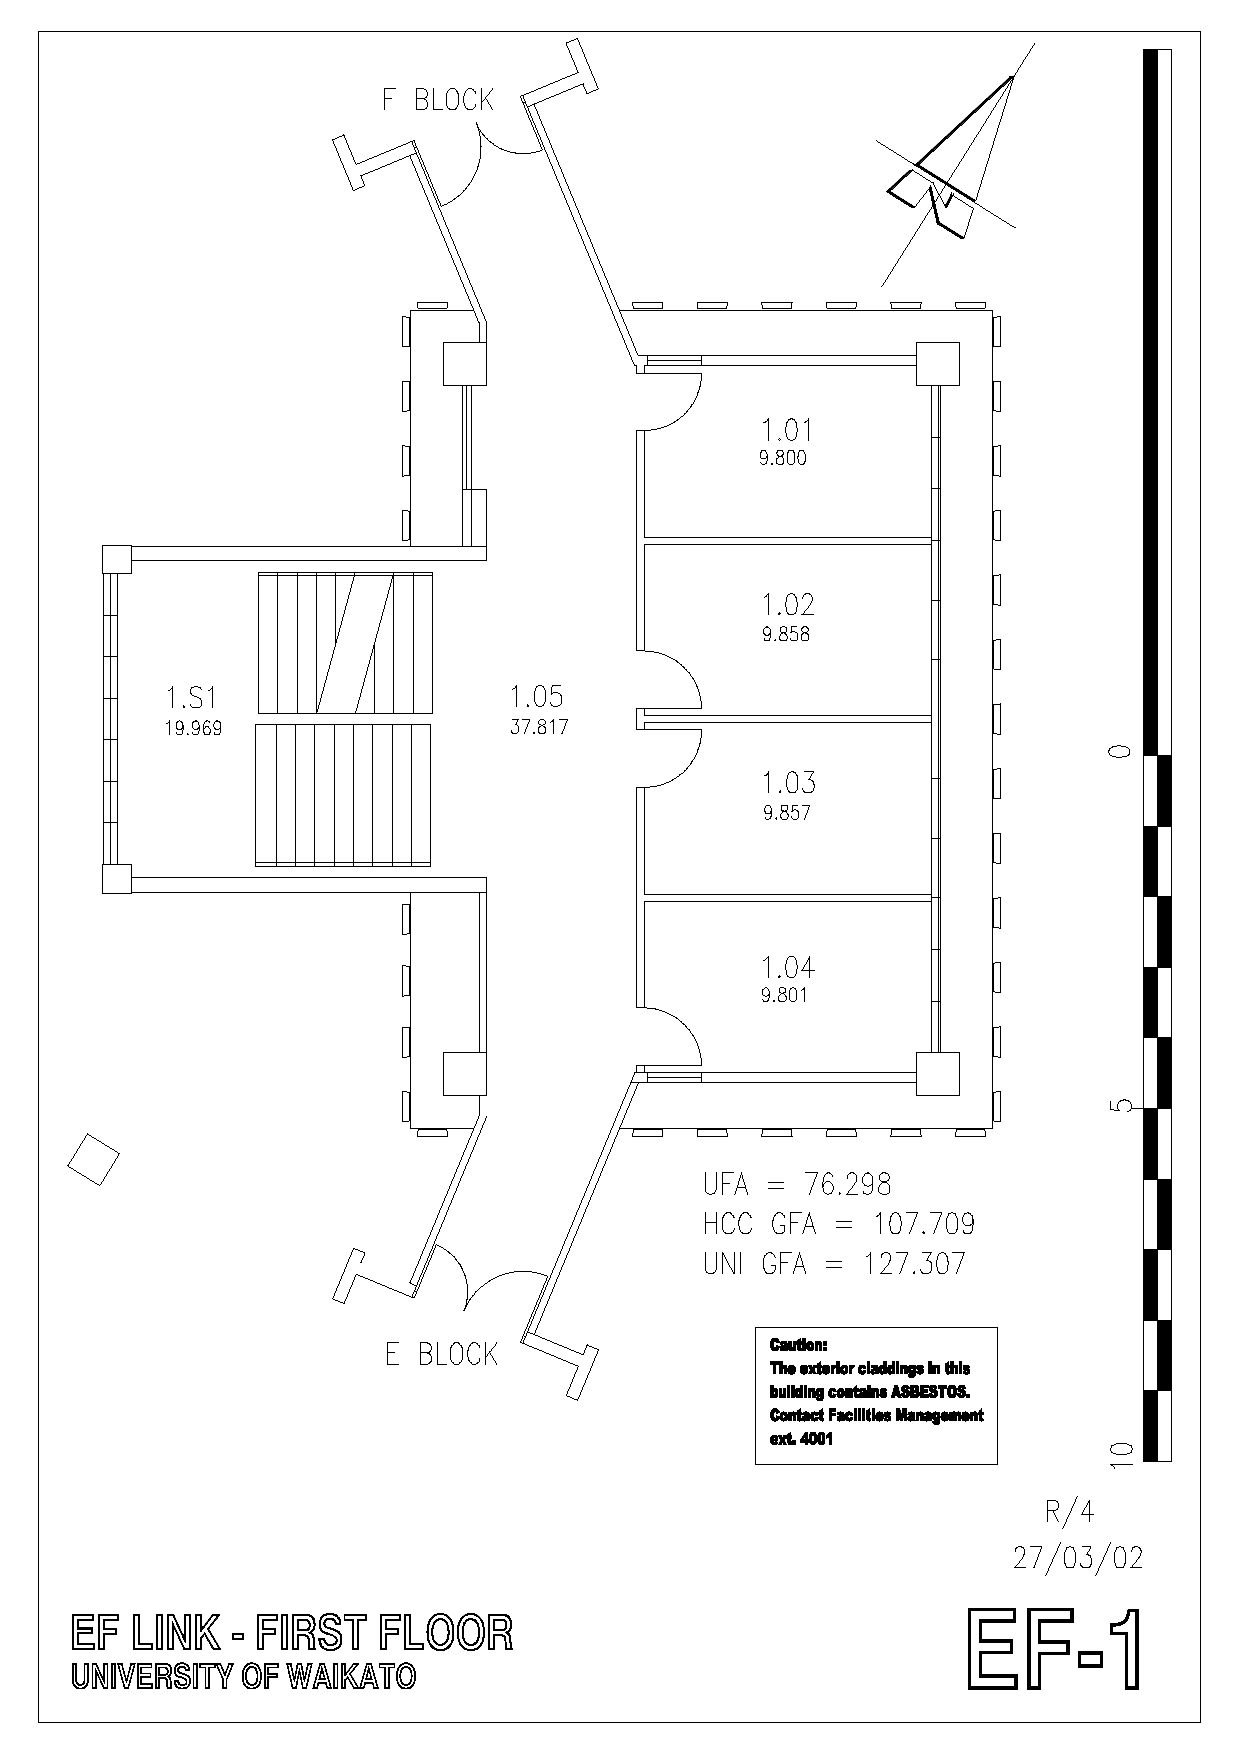 F BLOCK
N
1.01
9.800
1.02
9.858
1.S1
19.969
1.05
37.817
0
1.03
9.857
1.04
9.801
5
UFA = 76.298
HCC GFA = 107.709
UNI GFA = 127.307
E BLOCK
Caution:
The exterior claddings in this
building contains ASBESTOS.
Contact Facilities Management
ext. 4001
10
R/4
27/03/02
EF LINK - FIRST FLOOR
UNIVERSITY OF WAIKATO
EF-1